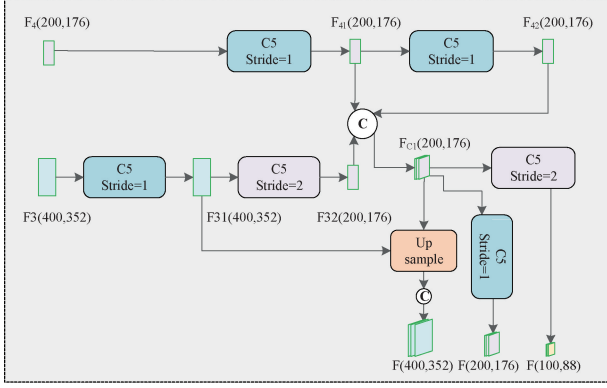 F4(200,176)
F41(200,176)
F42(200,176)
C5
Stride=1
C5
Stride=1
C
FC1(200,176)
C5
Stride=1
C5
Stride=2
C5
Stride=2
F3(400,352)
F31(400,352)
F32(200,176)
Up
sample
C5
Stride=1
C
F(400,352)
F(200,176)
F(100,88)